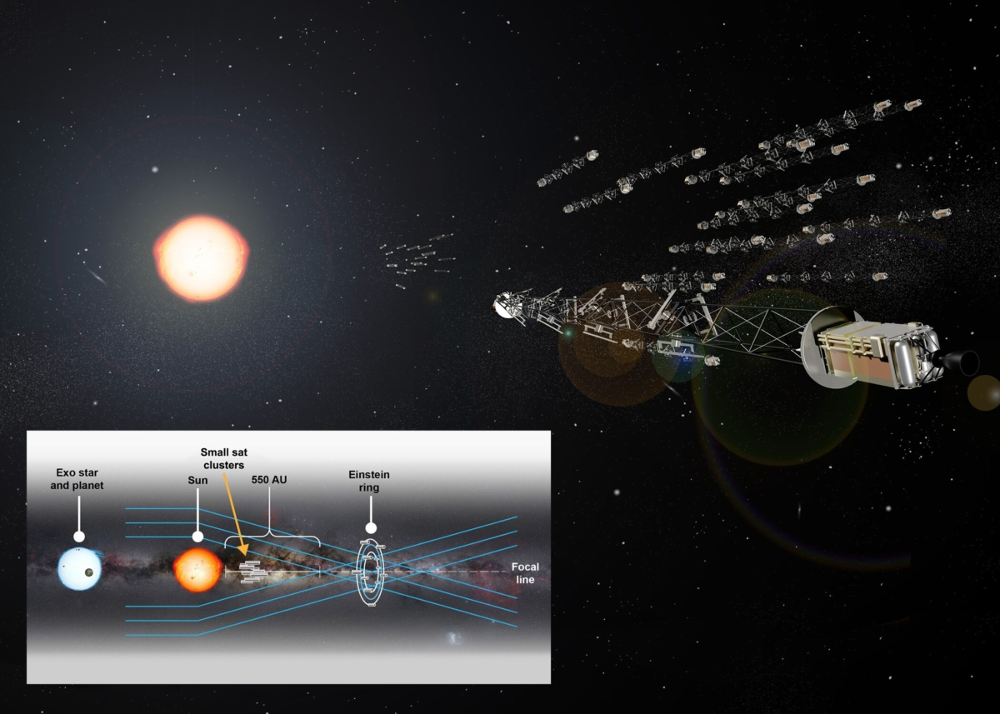 Small sat
clusters
Exo star
and planet
Sun
550 AU
Einstein
ring
Focal
line